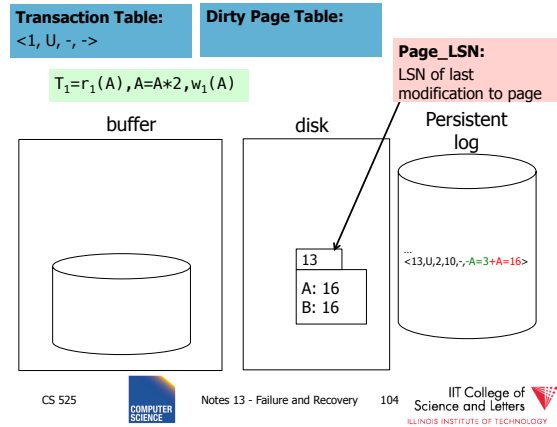 Transaction Table:
<1, U, -, ->
Dirty Page Table:
Page_LSN:
LSN of last
modification to page
T1=r1(A),A=A*2,w1(A)
buffer
disk
Persistent
log
13
A: 16
B: 16
...
<13,U,2,10,-,-A=3+A=16>
CS 525
COMPUTER
SCIENCE
Notes 13 - Failure and Recovery
104
IIT College of
Science and Letters
ILLINOIS INSTITUTE OF TECHNOLOGY